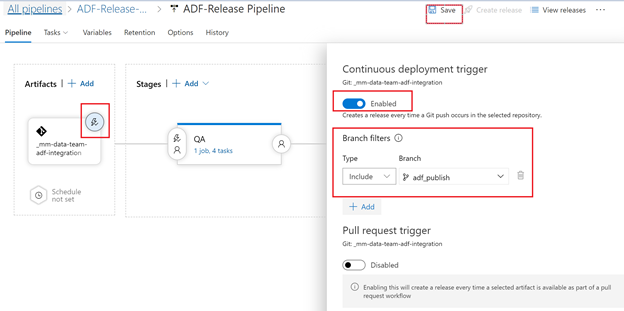 All pipelines > ADF-Release-... > ADF-Release Pipeline
Save Create release View releases ...
Pipeline Tasks Variables Retention Options History
Artifacts | + Add
Stages | + Add
_mm-data-team-adf-integration
QA
1 job, 4 tasks
Schedule
not set
Continuous deployment trigger
Git: _mm-data-team-adf-integration
Enabled
Creates a release every time a Git push occurs in the selected repository.
Branch filters
Type Branch
Include adf_publish
+ Add
Pull request trigger
Git: _mm-data-team-adf-integration
Disabled
Enabling this will create a release every time a selected artifact is available as part of a pull
request workflow